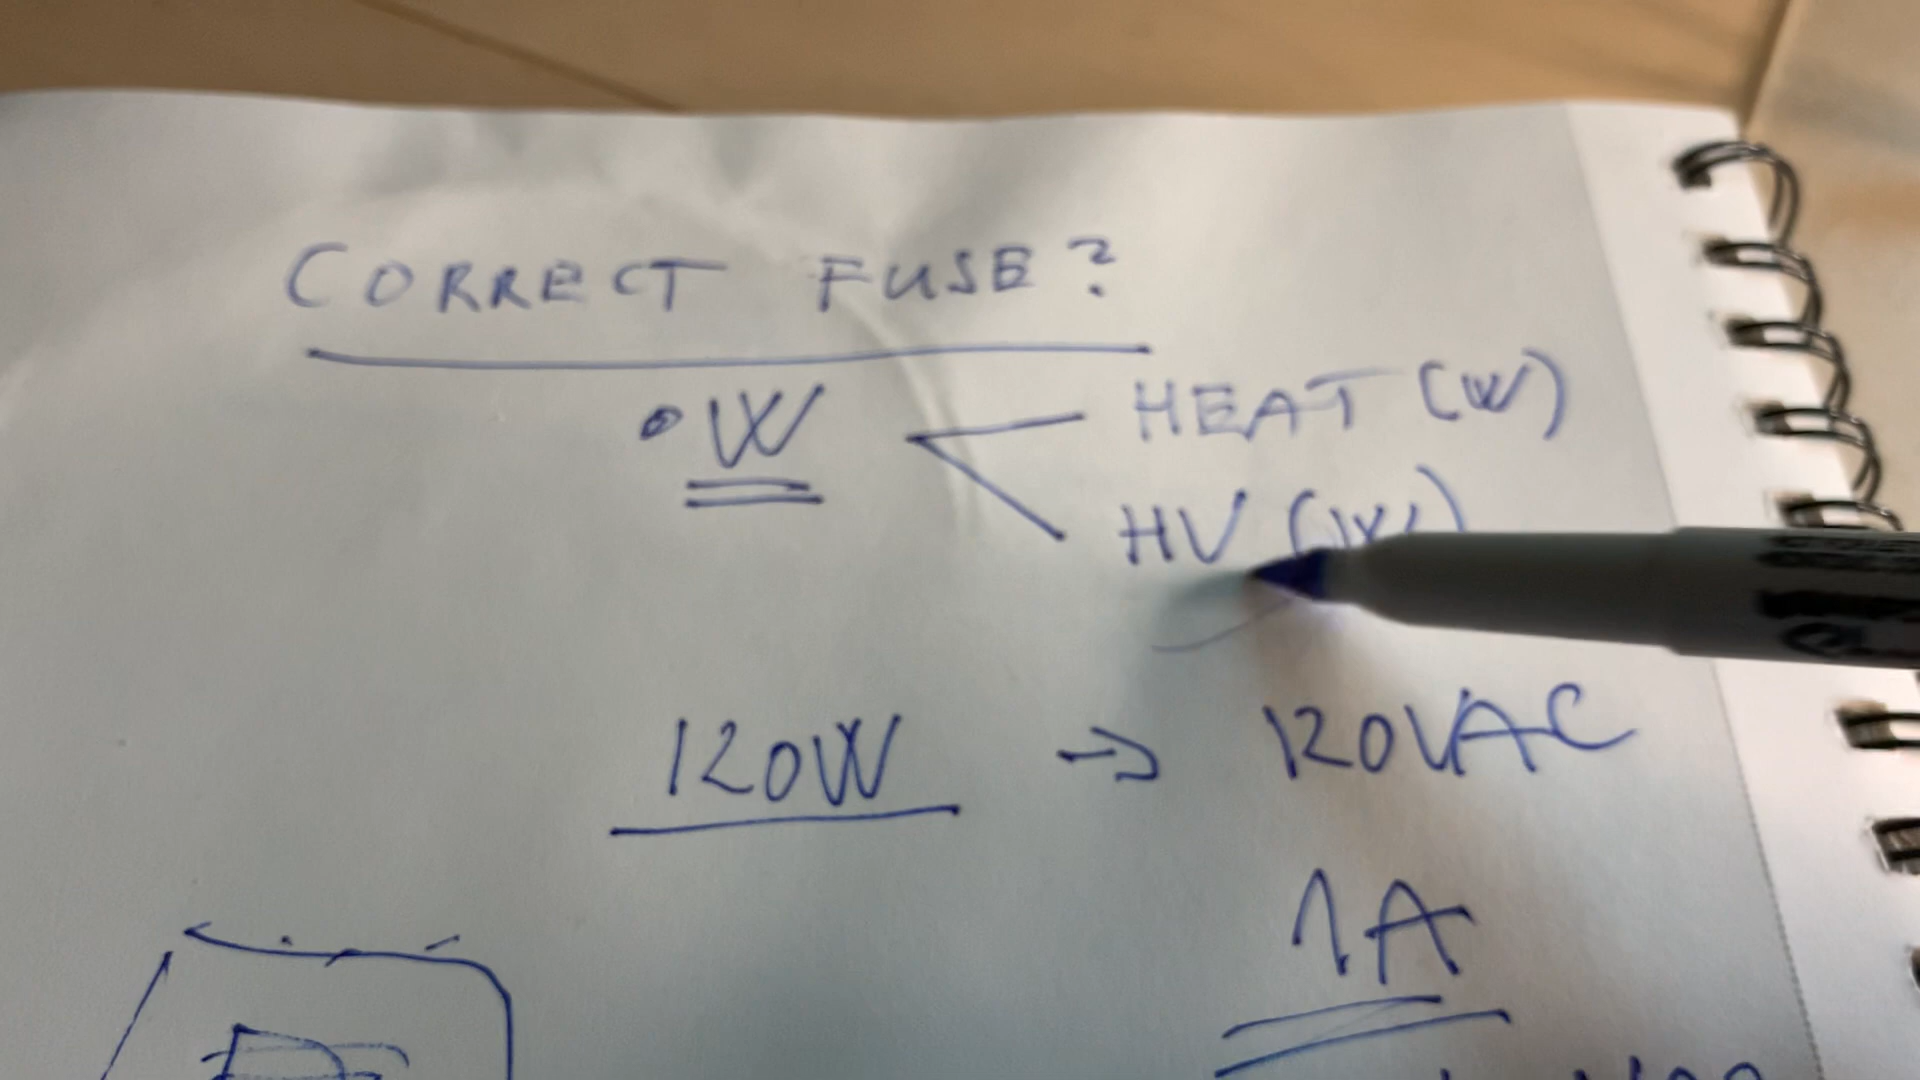 CORRECT FUSE?
• W HEAT (W)
HV (W)
120W → 120VAC
1A